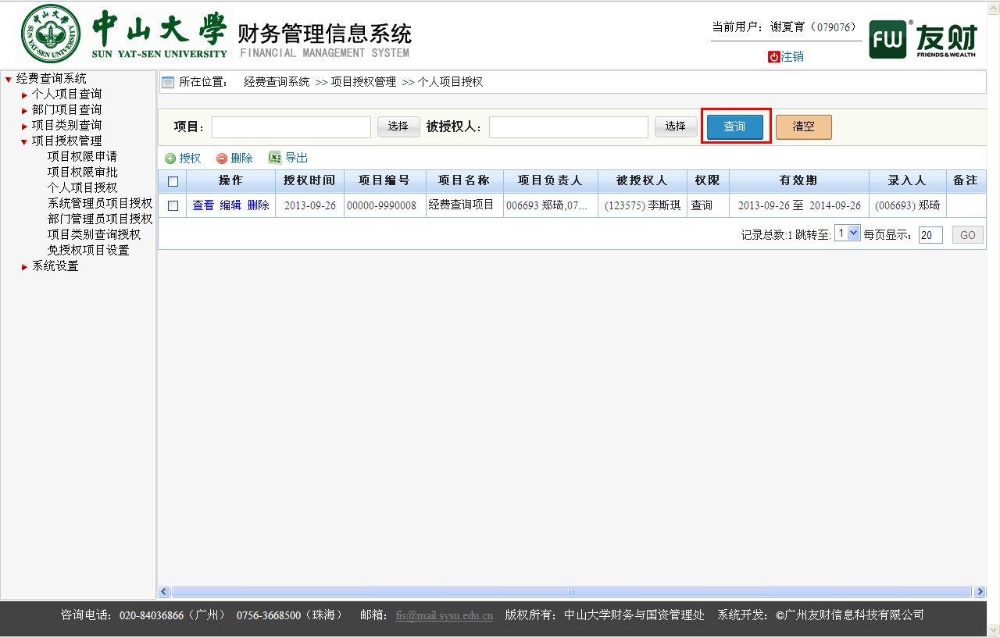 中山大學
SUN YAT-SEN UNIVERSITY
SUN YAT-SEN UNIVERSITY
财务管理信息系统
FINANCIAL MANAGEMENT SYSTEM
当前用户：谢夏育（079076）
注销
FW® 友财
FRIENDS&WEALTH
经费查询系统
个人项目查询
部门项目查询
项目类别查询
项目授权管理
项目权限申请
项目权限审批
个人项目授权
系统管理员项目授权
部门管理员项目授权
项目类别查询授权
免授权项目设置
系统设置
所在位置： 经费查询系统 >> 项目授权管理 >> 个人项目授权
项目： 选择 被授权人： 选择 查询 清空
授权 删除 导出
操作 授权时间 项目编号 项目名称 项目负责人 被授权人 权限 有效期 录入人 备注
查看 编辑 删除 2013-09-26 00000-9990008 经费查询项目 006693 郑琦,07... (123575) 李斯琪 查询 2013-09-26 至 2014-09-26 (006693) 郑琦
记录总数:1 跳转至: 1 每页显示： 20 GO
咨询电话：020-84036866（广州） 0756-3668500（珠海） 邮箱：fis@mail.sysu.edu.cn 版权所有：中山大学财务与国资管理处 系统开发：©广州友财信息科技有限公司